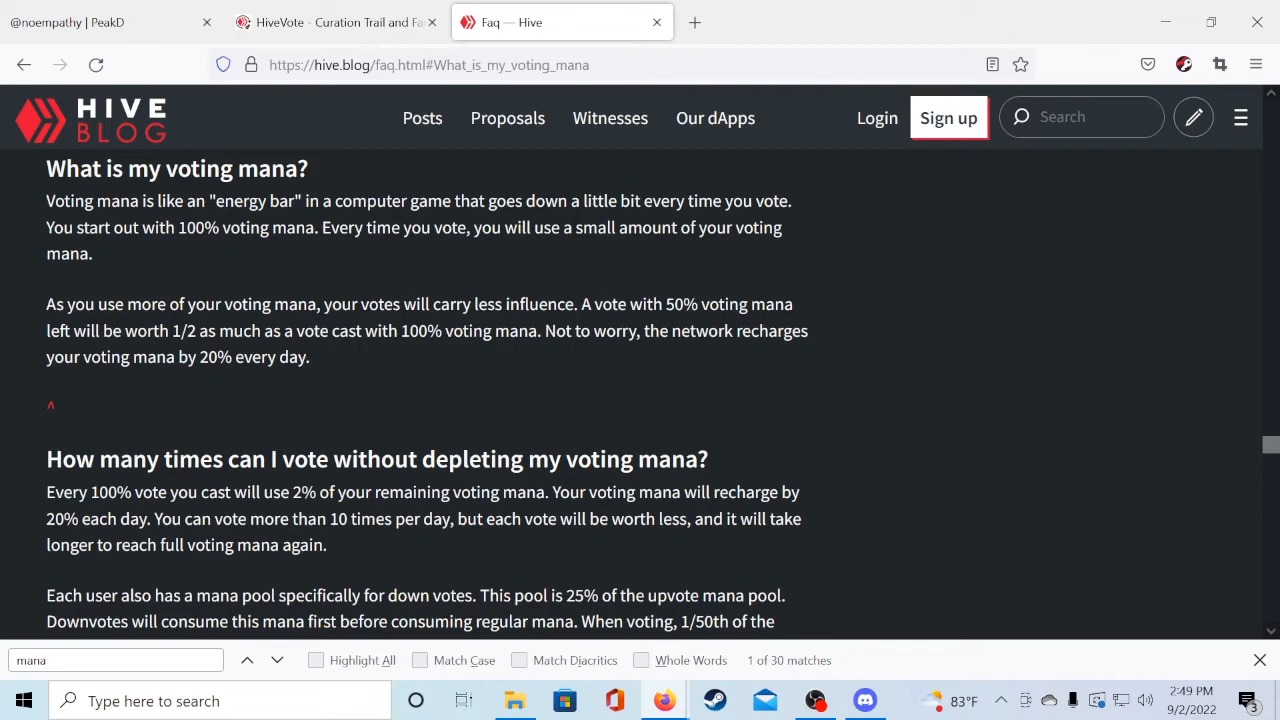 @noempathy | PeakD
HiveVote - Curation Trail and Fa
Faq — Hive
https://hive.blog/faq.html#What_is_my_voting_mana
HIVE
BLOG
Posts
Proposals
Witnesses
Our dApps
Login
Sign up
Search
What is my voting mana?
Voting mana is like an "energy bar" in a computer game that goes down a little bit every time you vote.
You start out with 100% voting mana. Every time you vote, you will use a small amount of your voting
mana.
As you use more of your voting mana, your votes will carry less influence. A vote with 50% voting mana
left will be worth 1/2 as much as a vote cast with 100% voting mana. Not to worry, the network recharges
your voting mana by 20% every day.
^
How many times can I vote without depleting my voting mana?
Every 100% vote you cast will use 2% of your remaining voting mana. Your voting mana will recharge by
20% each day. You can vote more than 10 times per day, but each vote will be worth less, and it will take
longer to reach full voting mana again.
Each user also has a mana pool specifically for down votes. This pool is 25% of the upvote mana pool.
Downvotes will consume this mana first before consuming regular mana. When voting, 1/50th of the
mana
Highlight All
Match Case
Match Diacritics
Whole Words
1 of 30 matches
Type here to search
83°F
2:49 PM
9/2/2022
3